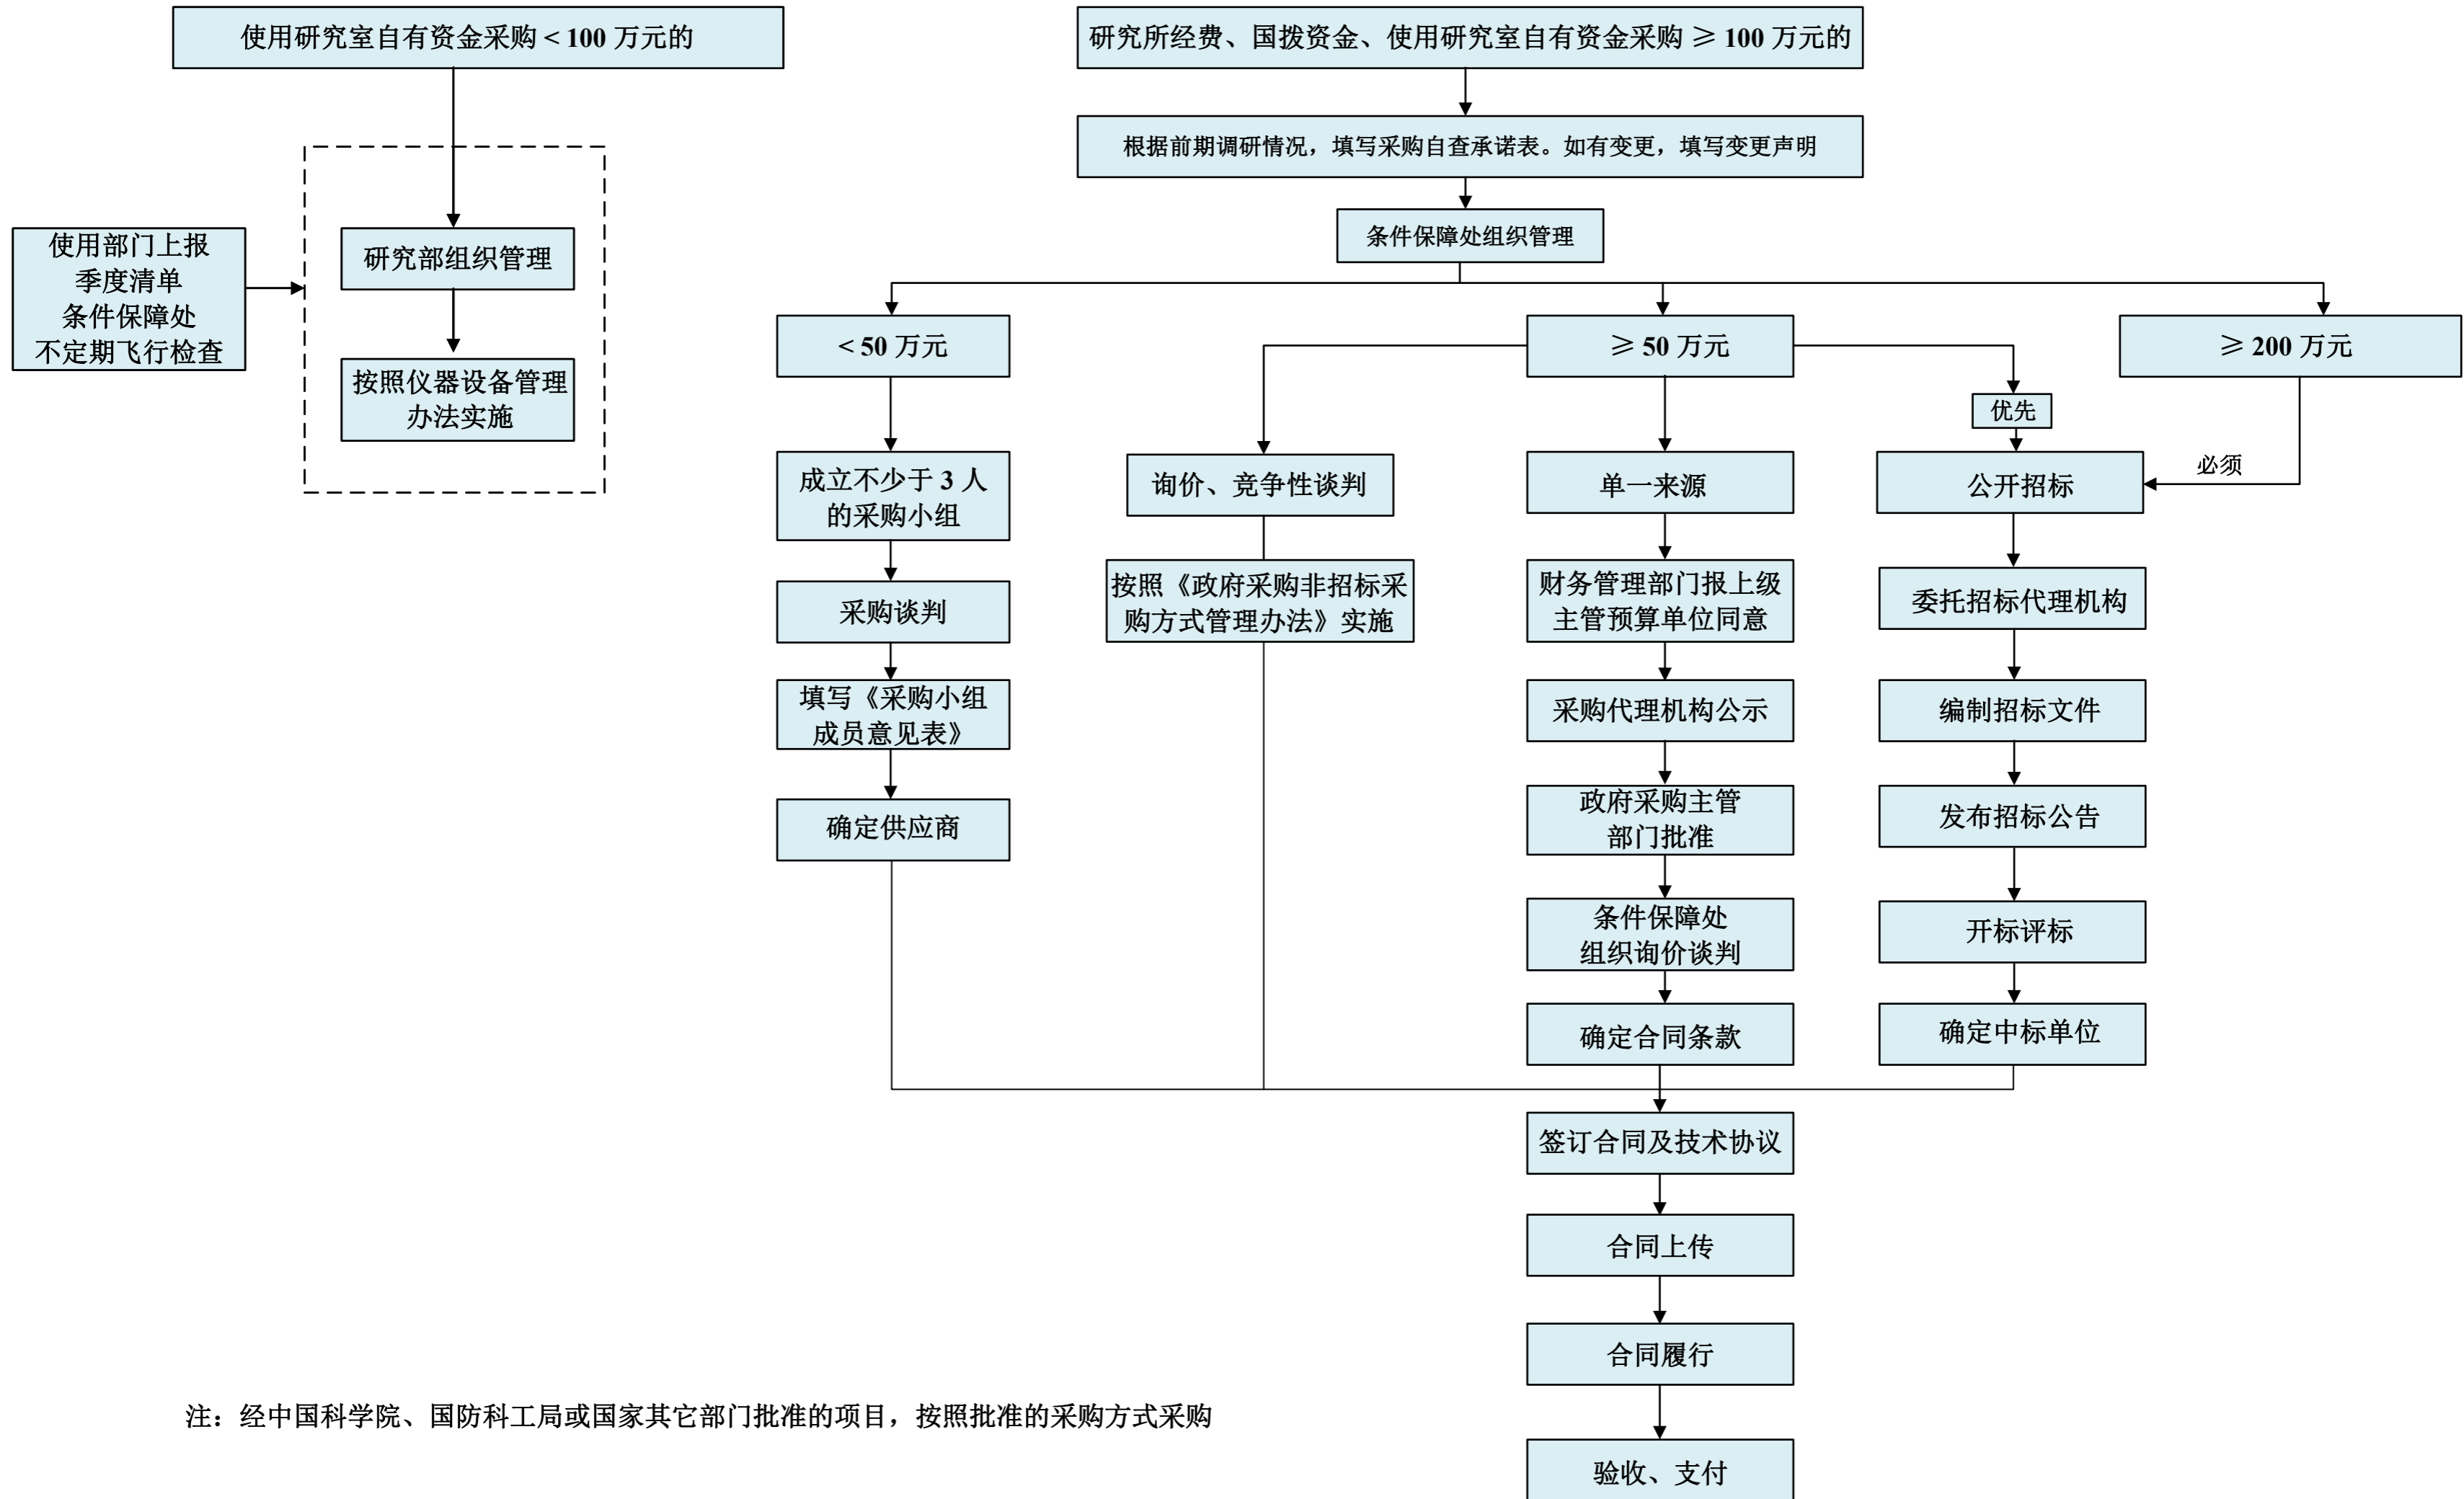 使用研究室自有资金采购 < 100 万元的
研究所经费、国拨资金、使用研究室自有资金采购 ≥ 100 万元的
根据前期调研情况，填写采购自查承诺表。如有变更，填写变更声明
条件保障处组织管理
使用部门上报
季度清单
条件保障处
不定期飞行检查
研究部组织管理
按照仪器设备管理
办法实施
< 50 万元
≥ 50 万元
≥ 200 万元
优先
必须
成立不少于 3 人
的采购小组
采购谈判
填写《采购小组
成员意见表》
确定供应商
询价、竞争性谈判
按照《政府采购非招标采
购方式管理办法》实施
单一来源
财务管理部门报上级
主管预算单位同意
采购代理机构公示
政府采购主管
部门批准
条件保障处
组织询价谈判
确定合同条款
公开招标
委托招标代理机构
编制招标文件
发布招标公告
开标评标
确定中标单位
签订合同及技术协议
合同上传
合同履行
验收、支付
注：经中国科学院、国防科工局或国家其它部门批准的项目，按照批准的采购方式采购